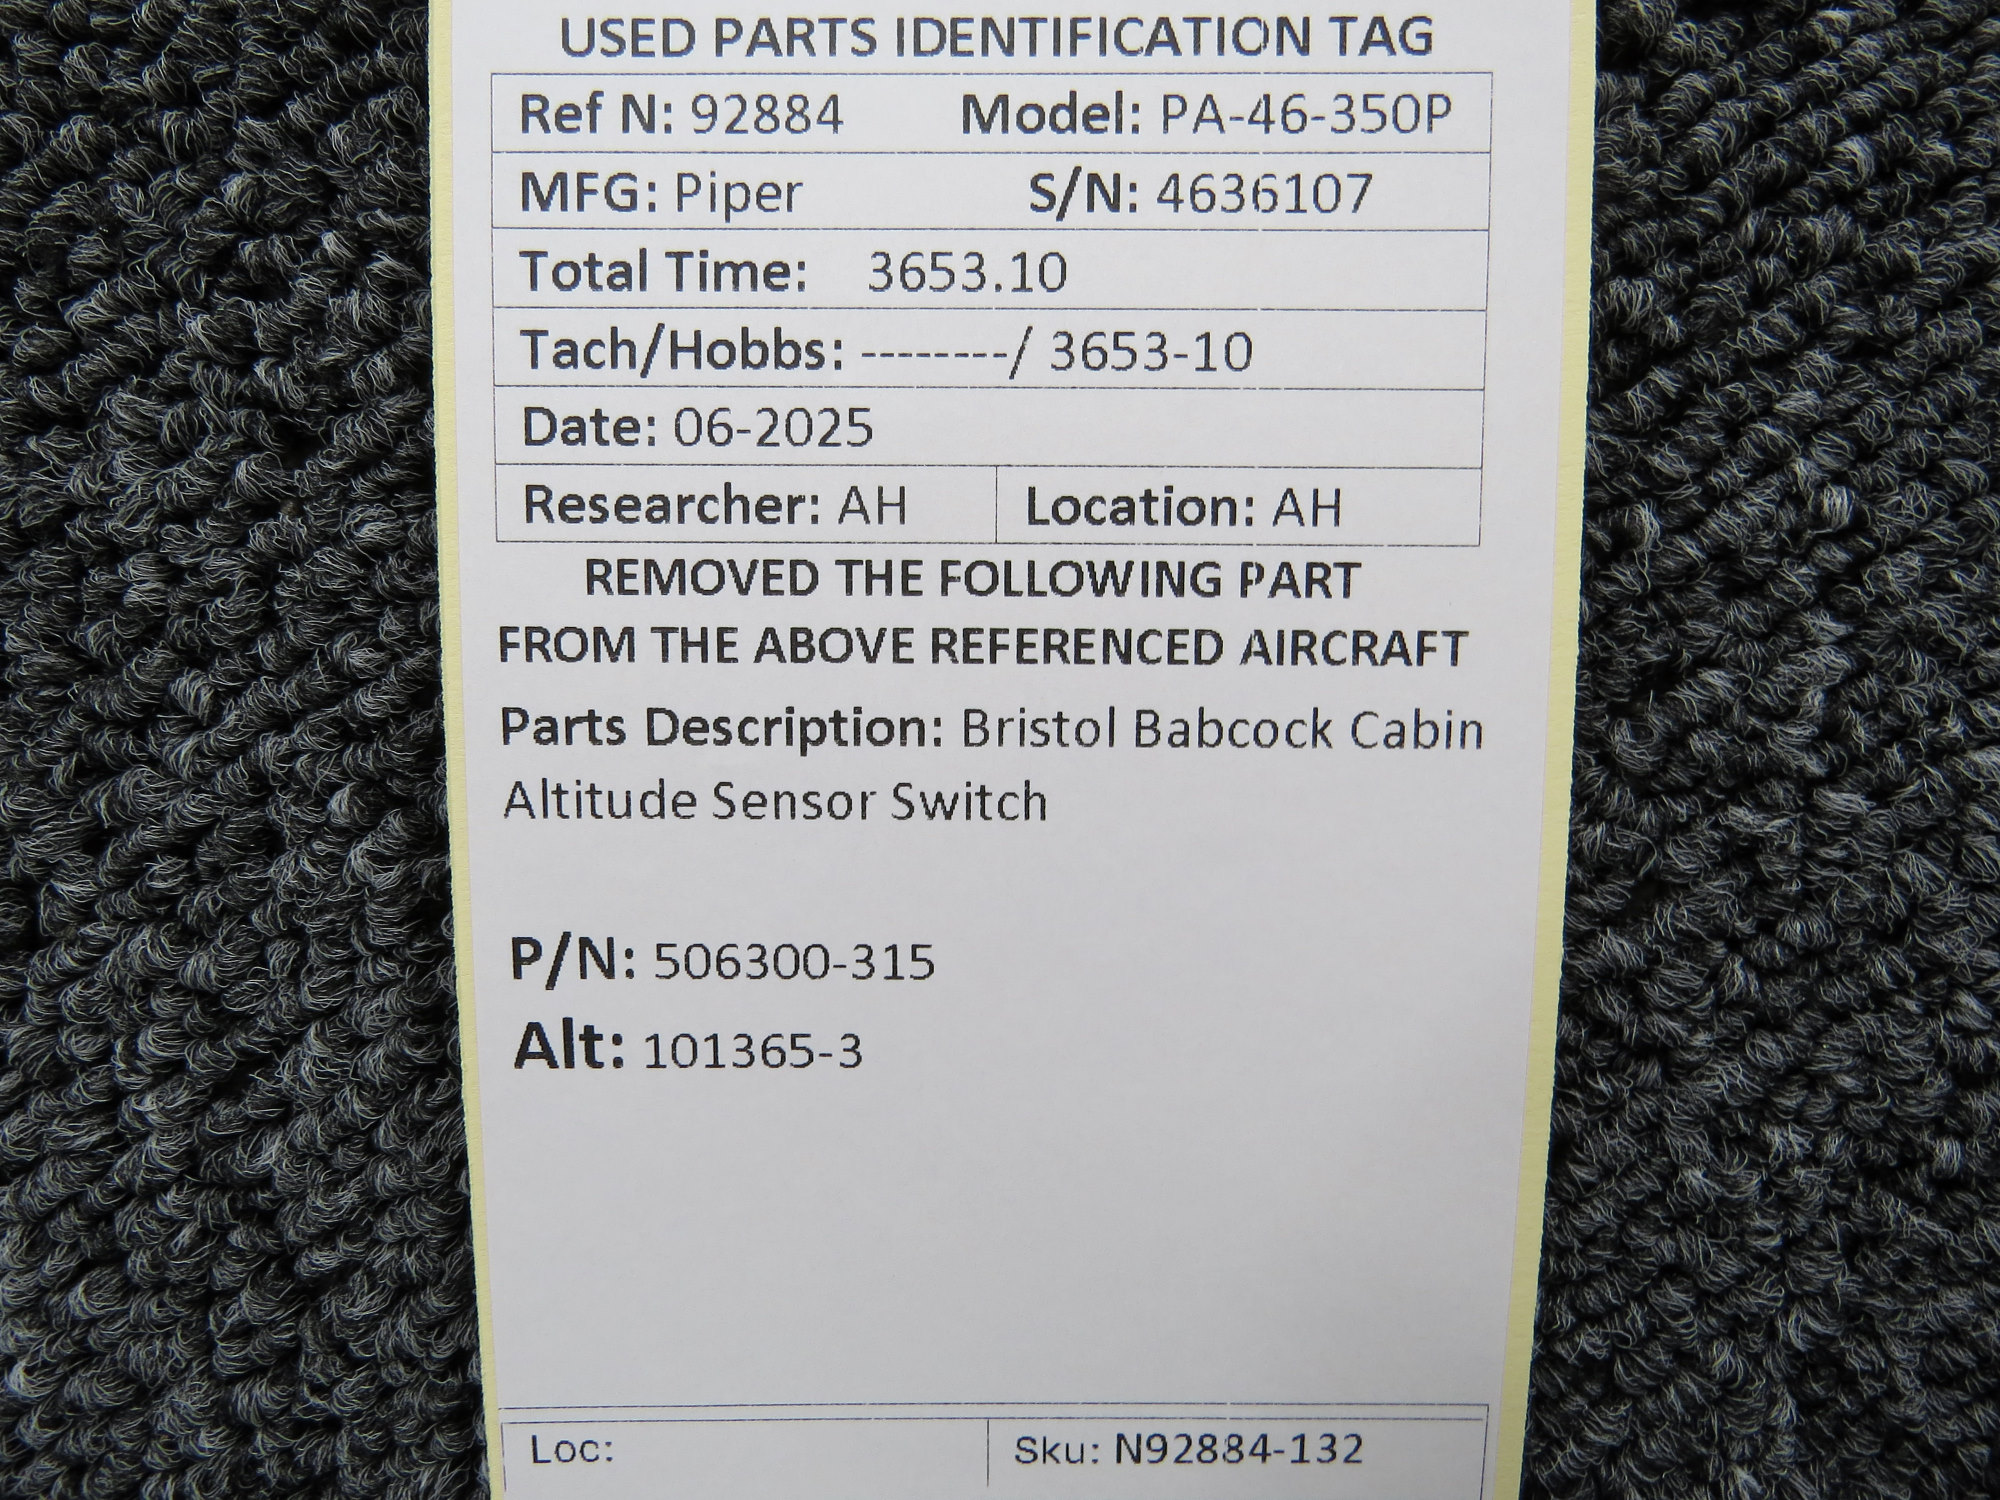 USED PARTS IDENTIFICATION TAG
Ref N: 92884 Model: PA-46-350P
MFG: Piper S/N: 4636107
Total Time: 3653.10
Tach/Hobbs: --------/ 3653-10
Date: 06-2025
Researcher: AH Location: AH
REMOVED THE FOLLOWING PART
FROM THE ABOVE REFERENCED AIRCRAFT
Parts Description: Bristol Babcock Cabin
Altitude Sensor Switch
P/N: 506300-315
Alt: 101365-3
Loc: Sku: N92884-132